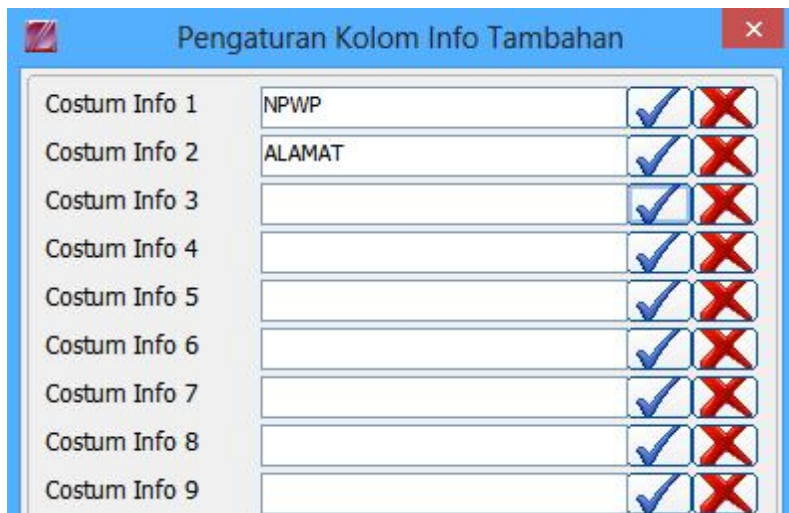 Pengaturan Kolom Info Tambahan
Costum Info 1 NPWP
Costum Info 2 ALAMAT
Costum Info 3
Costum Info 4
Costum Info 5
Costum Info 6
Costum Info 7
Costum Info 8
Costum Info 9